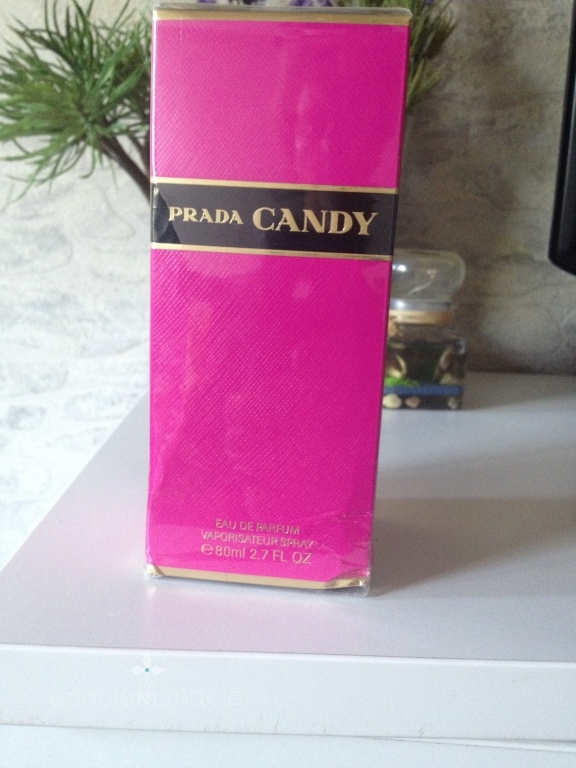 PRADA CANDY
EAU DE PARFUM
VAPORISATEUR SPRAY
℮80ml 2.7 FL OZ